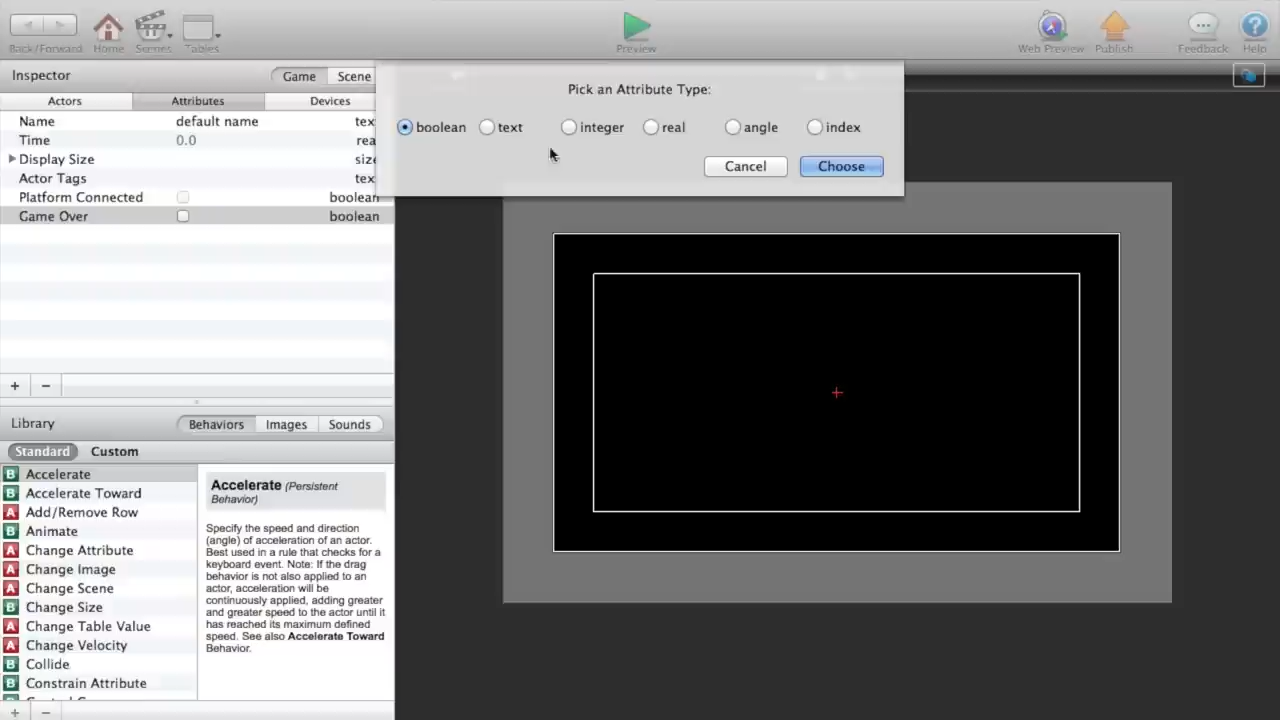 Back/Forward Home Scenes Tables Preview Web Preview Publish Feedback Help
Inspector Game Scene
Actors Attributes Devices
Name default name tex
Time 0.0 rea
Display Size size
Actor Tags tex
Platform Connected boolean
Game Over boolean
Pick an Attribute Type:
boolean text integer real angle index
Cancel Choose
+ −
Library Behaviors Images Sounds
Standard Custom
B Accelerate
B Accelerate Toward
A Add/Remove Row
B Animate
A Change Attribute
A Change Image
A Change Scene
B Change Size
A Change Table Value
A Change Velocity
B Collide
B Constrain Attribute
Accelerate (Persistent
Behavior)
Specify the speed and direction
(angle) of acceleration of an actor.
Best used in a rule that checks for a
keyboard event. Note: If the drag
behavior is not also applied to an
actor, acceleration will be
continuously applied, adding greater
and greater speed to the actor until it
has reached its maximum defined
speed. See also Accelerate Toward
Behavior.
+ −